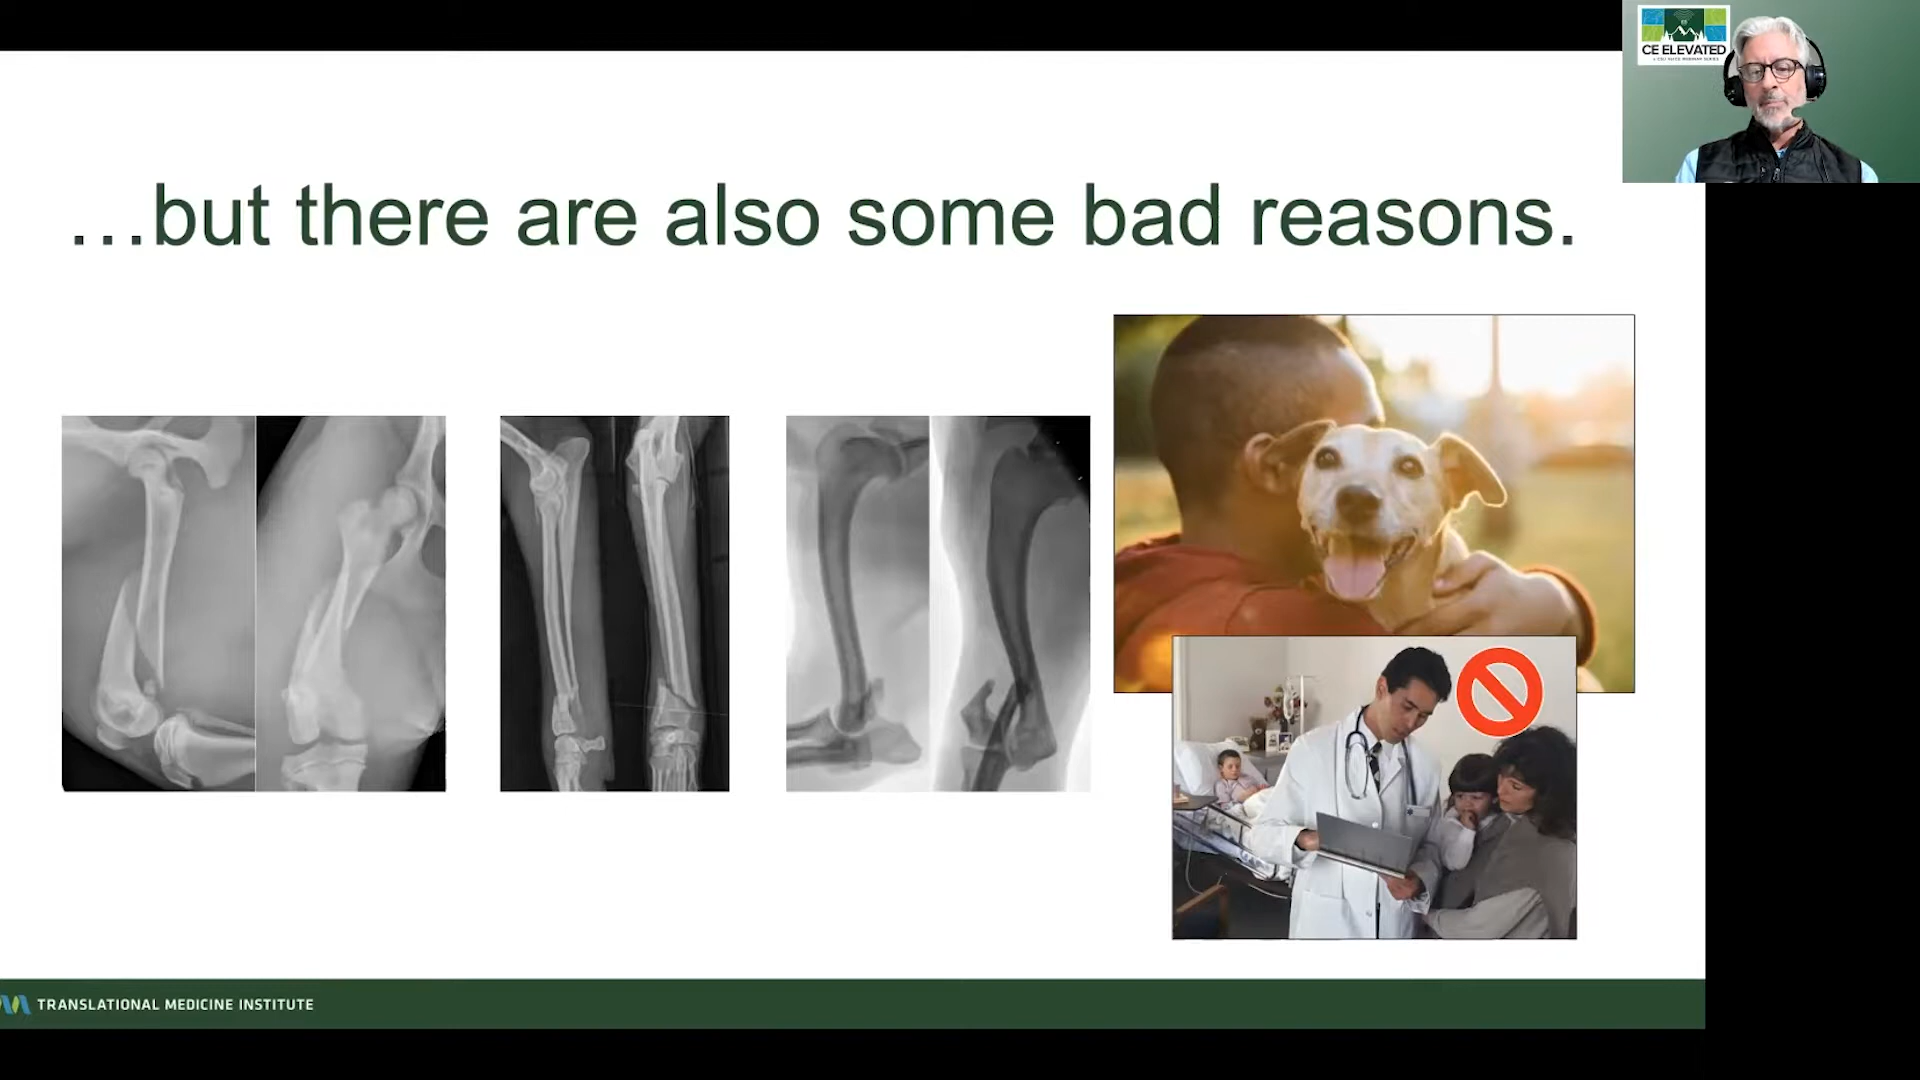 CE ELEVATED
…but there are also some bad reasons.
TRANSLATIONAL MEDICINE INSTITUTE